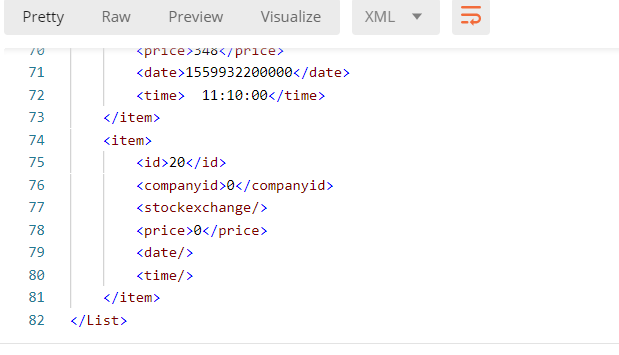 Pretty Raw Preview Visualize XML
70 <price>348</price>
71 <date>1559932200000</date>
72 <time>  11:10:00</time>
73 </item>
74 <item>
75 <id>20</id>
76 <companyid>0</companyid>
77 <stockexchange/>
78 <price>0</price>
79 <date/>
80 <time/>
81 </item>
82 </List>